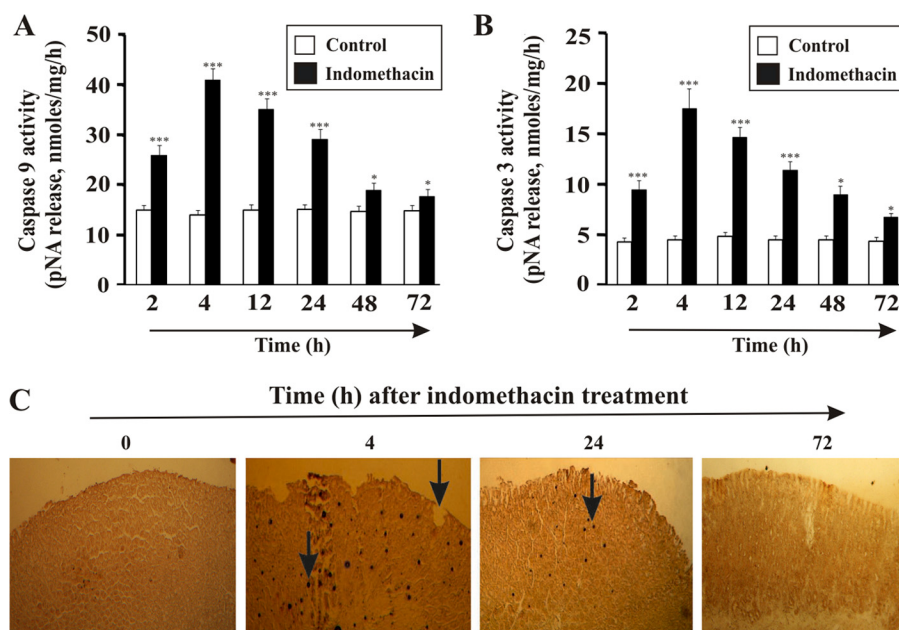 A
Caspase 9 activity
(pNA release, nmoles/mg/h)
50
40
30
20
10
0
Control
Indomethacin
***
***
***
***
*
*
2 4 12 24 48 72
Time (h)
B
Caspase 3 activity
(pNA release, nmoles/mg/h)
25
20
15
10
5
0
Control
Indomethacin
***
***
***
***
*
*
2 4 12 24 48 72
Time (h)
C
Time (h) after indomethacin treatment
0 4 24 72